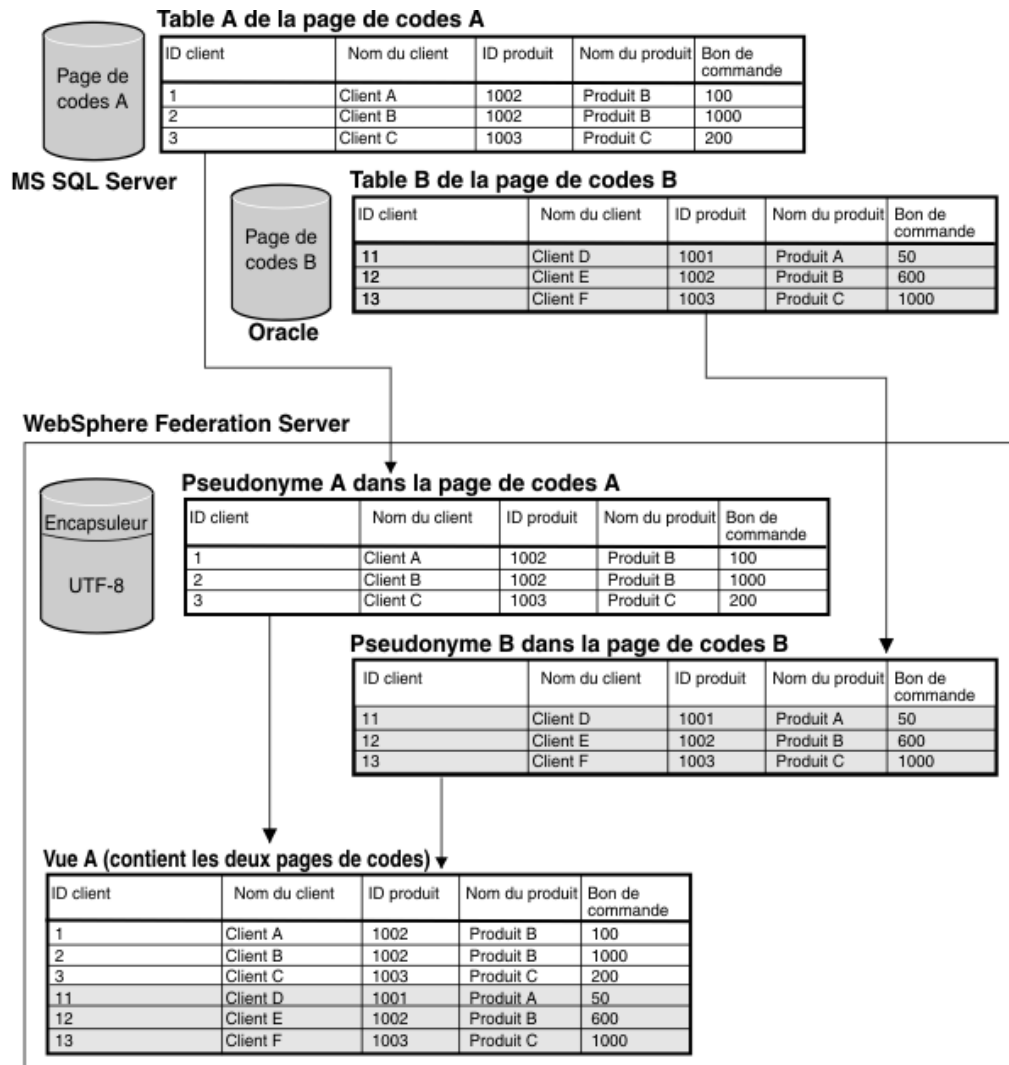 Table A de la page de codes A
Page de
codes A
MS SQL Server
ID client Nom du client ID produit Nom du produit Bon de
commande
1 Client A 1002 Produit B 100
2 Client B 1002 Produit B 1000
3 Client C 1003 Produit C 200
Table B de la page de codes B
Page de
codes B
Oracle
ID client Nom du client ID produit Nom du produit Bon de
commande
11 Client D 1001 Produit A 50
12 Client E 1002 Produit B 600
13 Client F 1003 Produit C 1000
WebSphere Federation Server
Encapsuleur
UTF-8
Pseudonyme A dans la page de codes A
ID client Nom du client ID produit Nom du produit Bon de
commande
1 Client A 1002 Produit B 100
2 Client B 1002 Produit B 1000
3 Client C 1003 Produit C 200
Pseudonyme B dans la page de codes B
ID client Nom du client ID produit Nom du produit Bon de
commande
11 Client D 1001 Produit A 50
12 Client E 1002 Produit B 600
13 Client F 1003 Produit C 1000
Vue A (contient les deux pages de codes)
ID client Nom du client ID produit Nom du produit Bon de
commande
1 Client A 1002 Produit B 100
2 Client B 1002 Produit B 1000
3 Client C 1003 Produit C 200
11 Client D 1001 Produit A 50
12 Client E 1002 Produit B 600
13 Client F 1003 Produit C 1000